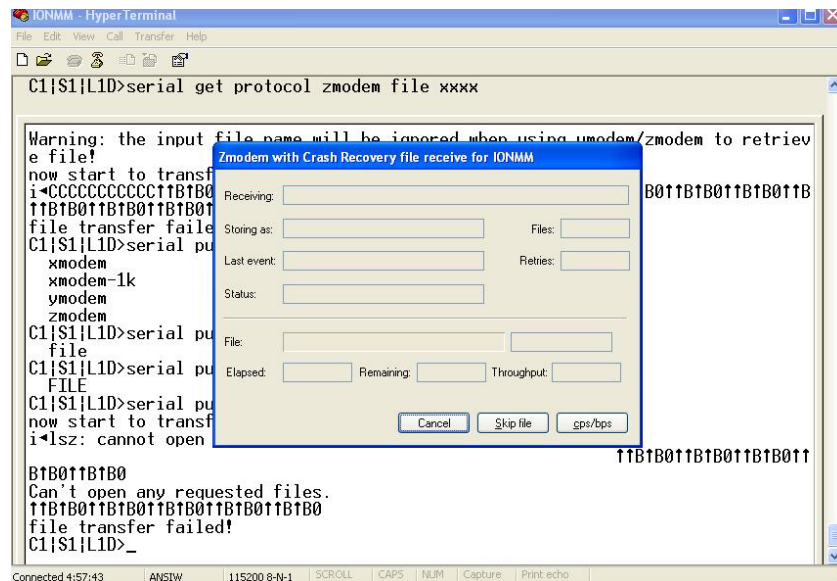 IONMM - HyperTerminal
File Edit View Call Transfer Help
C1|S1|L1D>serial get protocol zmodem file xxxx
Warning: the input file name will be ignored when using ymodem/zmodem to retriev
e file!
now start to transf
i◄CCCCCCCCCCC↑↑B↑B0
B0↑↑B↑B0↑↑B↑B0↑↑B
↑↑B↑B0↑↑B↑B0↑↑B↑B0↑
file transfer faile
C1|S1|L1D>serial pu
xmodem
xmodem-1k
ymodem
zmodem
C1|S1|L1D>serial pu
file
C1|S1|L1D>serial pu
FILE
C1|S1|L1D>serial pu
now start to transf
i◄lsz: cannot open
↑↑B↑B0↑↑B↑B0↑↑B↑B0↑↑
B↑B0↑↑B↑B0
Can't open any requested files.
↑↑B↑B0↑↑B↑B0↑↑B↑B0↑↑B↑B0↑↑B↑B0
file transfer failed!
C1|S1|L1D>_
Zmodem with Crash Recovery file receive for IONMM
Receiving:
Storing as: Files:
Last event: Retries:
Status:
File:
Elapsed: Remaining: Throughput:
Cancel Skip file cps/bps
Connected 4:57:43 ANSIW 115200 8-N-1 SCROLL CAPS NUM Capture Print echo